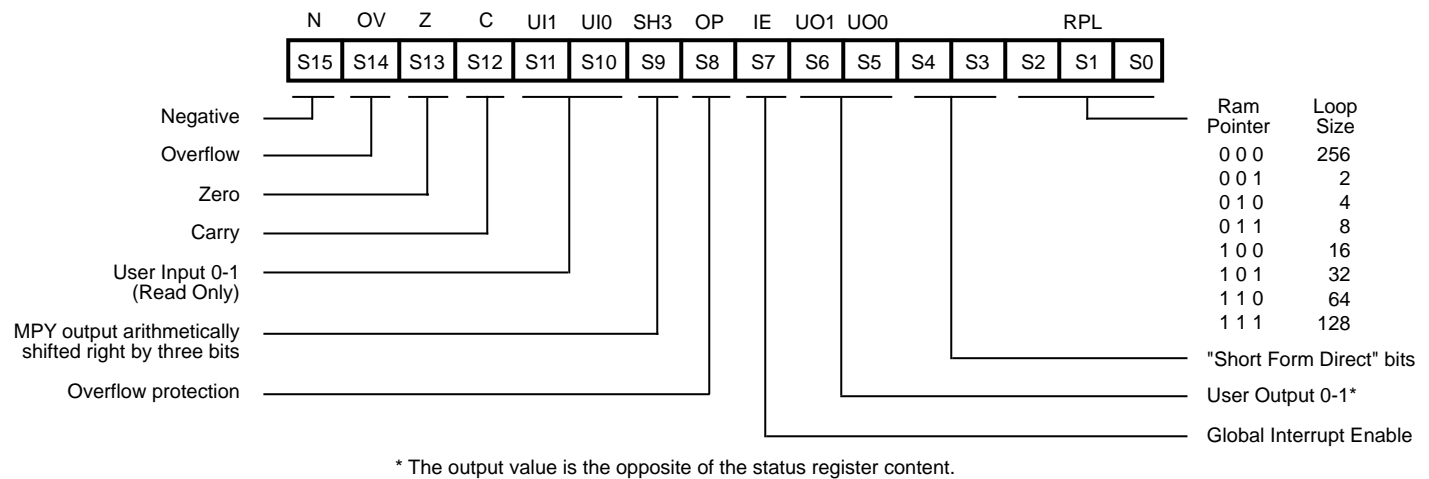 N OV Z C UI1 UI0 SH3 OP IE UO1 UO0 RPL
S15 S14 S13 S12 S11 S10 S9 S8 S7 S6 S5 S4 S3 S2 S1 S0
Negative
Overflow
Zero
Carry
User Input 0-1
(Read Only)
MPY output arithmetically
shifted right by three bits
Overflow protection
Ram Loop
Pointer Size
0 0 0 256
0 0 1 2
0 1 0 4
0 1 1 8
1 0 0 16
1 0 1 32
1 1 0 64
1 1 1 128
"Short Form Direct" bits
User Output 0-1*
Global Interrupt Enable
* The output value is the opposite of the status register content.